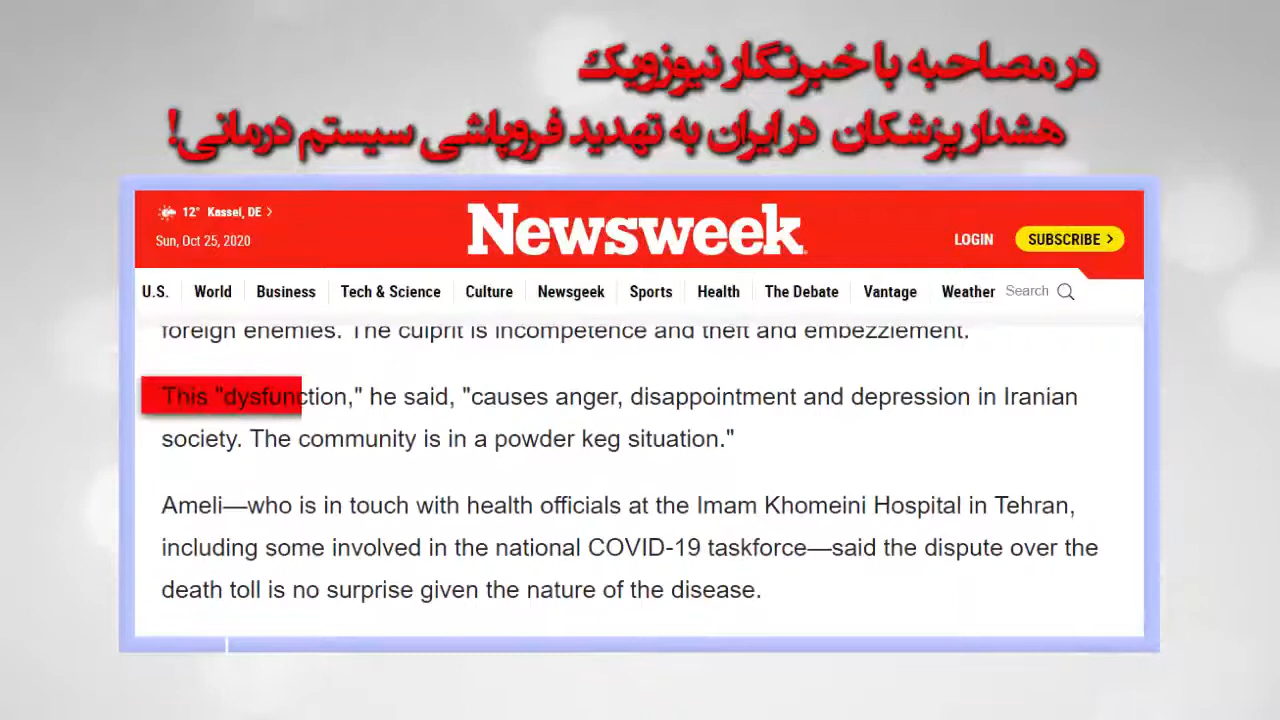 در مصاحبه با خبرنگار نیوزویک
هشدار پزشکان در ایران به تهدید فروپاشی سیستم درمانی!
12° Kassel, DE >
Sun, Oct 25, 2020
Newsweek
LOGIN
SUBSCRIBE >
U.S. World Business Tech & Science Culture Newsgeek Sports Health The Debate Vantage Weather Search
foreign enemies. The culprit is incompetence and theft and embezzlement.
This "dysfunction," he said, "causes anger, disappointment and depression in Iranian
society. The community is in a powder keg situation."
Ameli—who is in touch with health officials at the Imam Khomeini Hospital in Tehran,
including some involved in the national COVID-19 taskforce—said the dispute over the
death toll is no surprise given the nature of the disease.